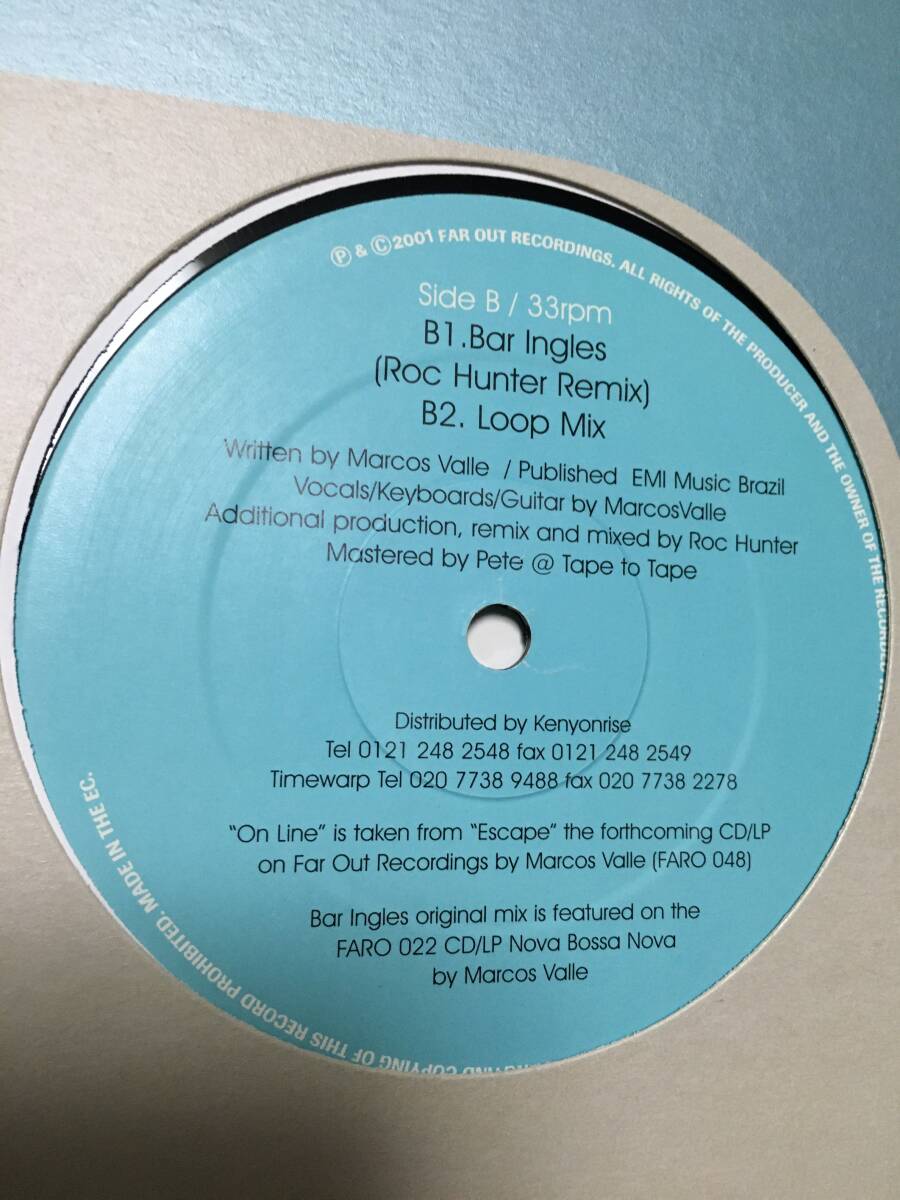 ℗ & ©2001 FAR OUT RECORDINGS. ALL RIGHTS OF THE PRODUCER AND THE OWNER OF THE RECORDED
COPYING OF THIS RECORD PROHIBITED. MADE IN THE EC.
Side B / 33rpm
B1.Bar Ingles
(Roc Hunter Remix)
B2. Loop Mix
Written by Marcos Valle / Published EMI Music Brazil
Vocals/Keyboards/Guitar by MarcosValle
Additional production, remix and mixed by Roc Hunter
Mastered by Pete @ Tape to Tape
Distributed by Kenyonrise
Tel 0121 248 2548 fax 0121 248 2549
Timewarp Tel 020 7738 9488 fax 020 7738 2278
"On Line" is taken from "Escape" the forthcoming CD/LP
on Far Out Recordings by Marcos Valle (FARO 048)
Bar Ingles original mix is featured on the
FARO 022 CD/LP Nova Bossa Nova
by Marcos Valle